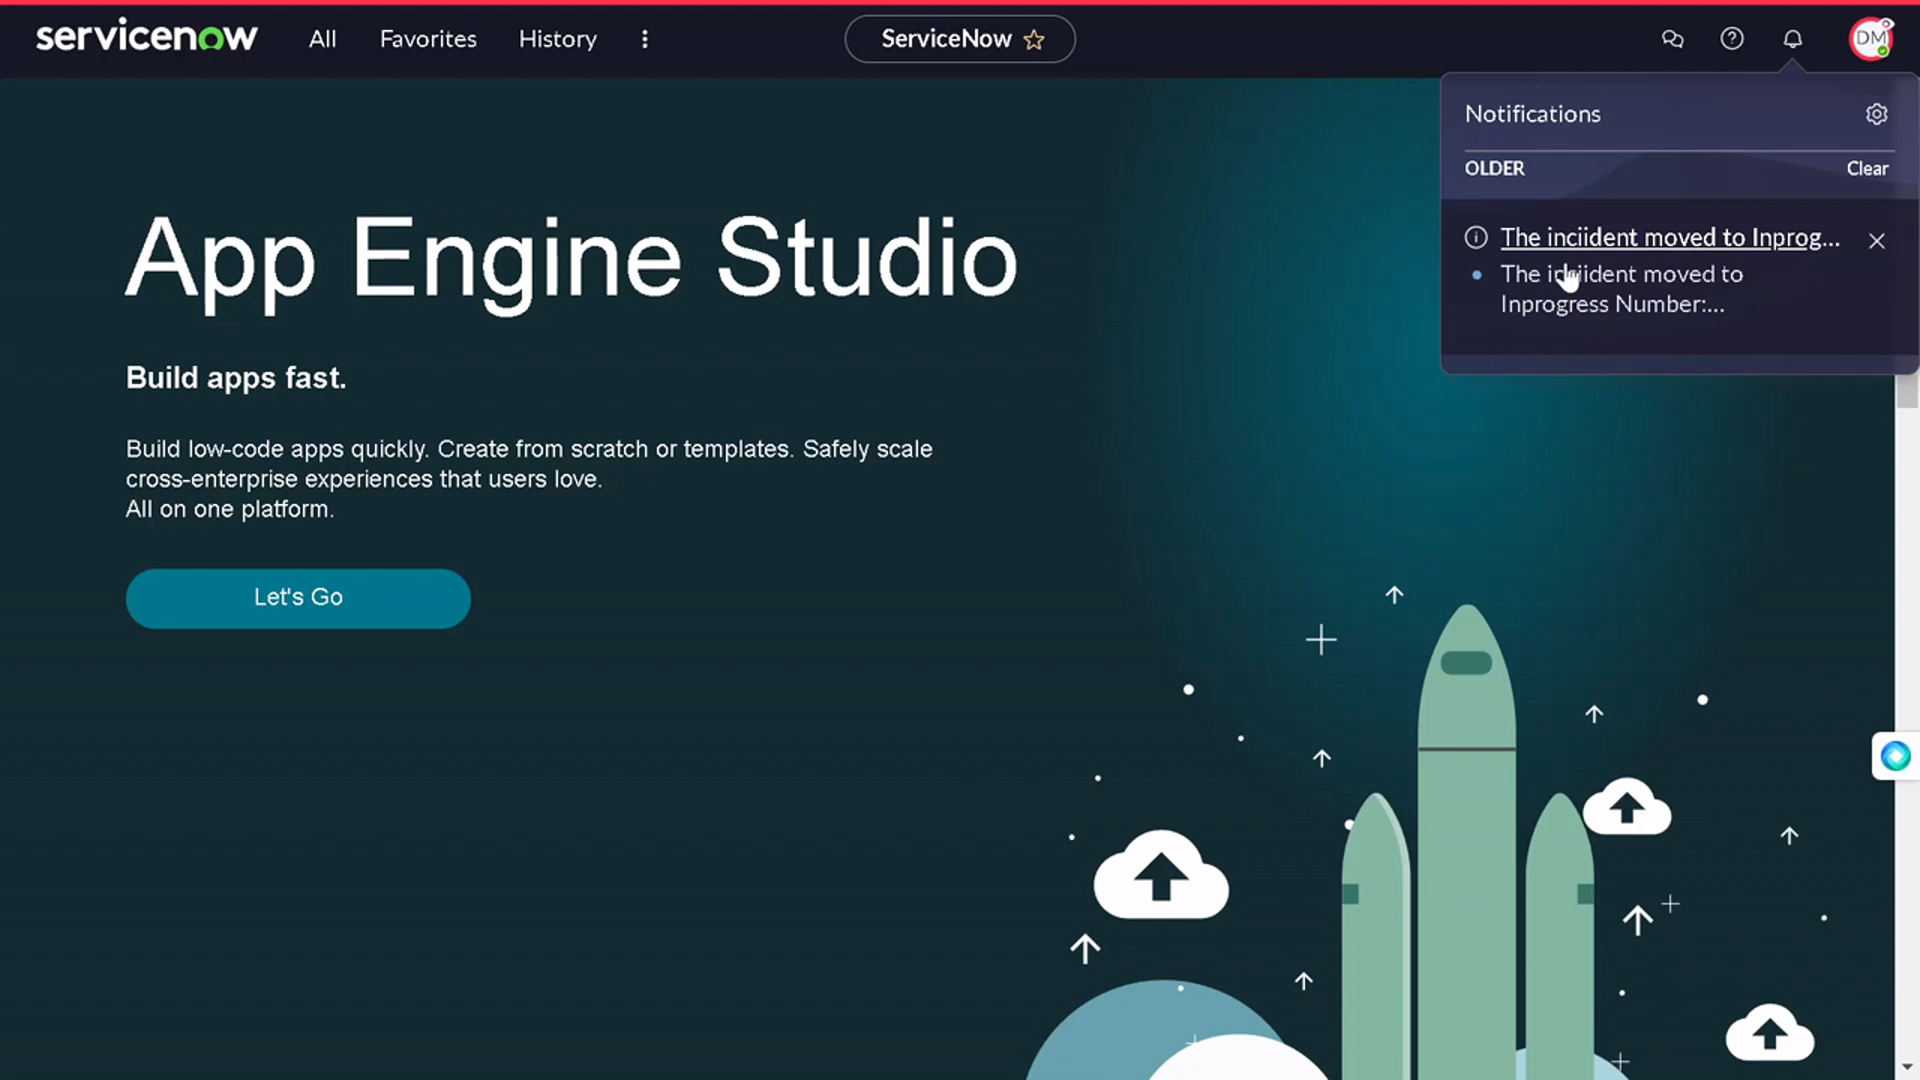 servicenow
All
Favorites
History
ServiceNow
DM
Notifications
OLDER
Clear
The inciident moved to Inprog...
The inciident moved to
Inprogress Number:...
App Engine Studio
Build apps fast.
Build low-code apps quickly. Create from scratch or templates. Safely scale
cross-enterprise experiences that users love.
All on one platform.
Let's Go